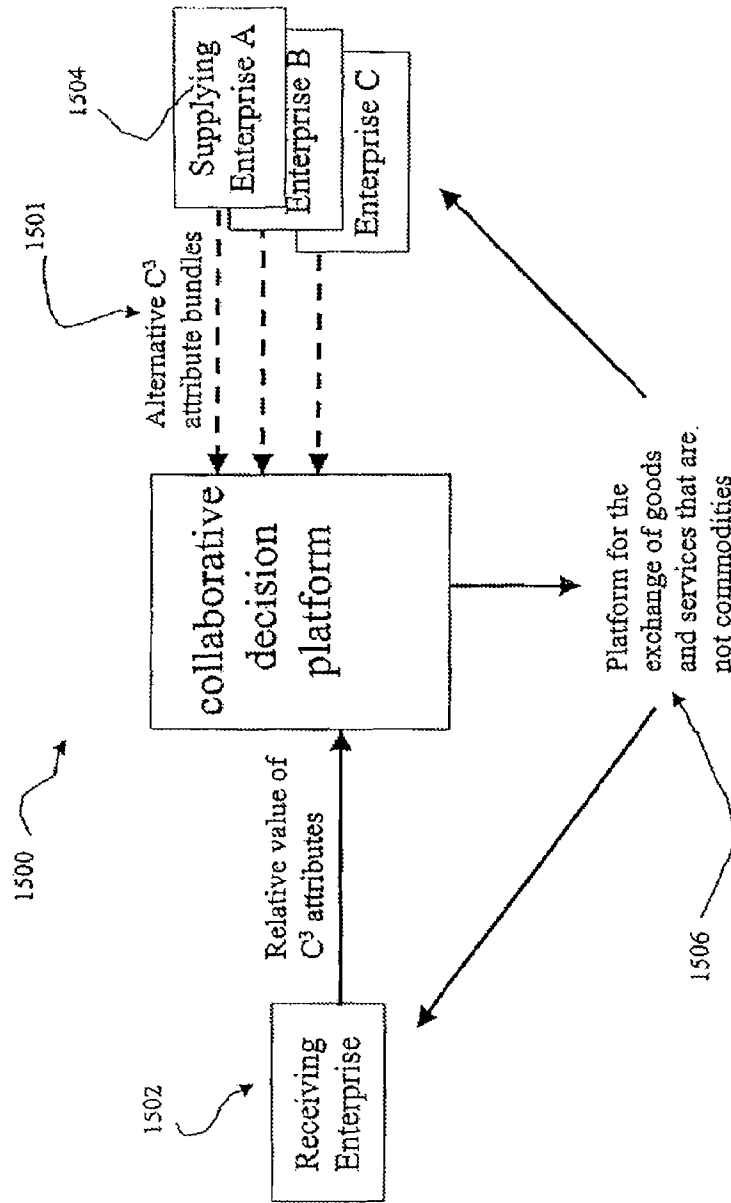 1500
1501
1504
Alternative C³
attribute bundles
Supplying
Enterprise A
Enterprise B
Enterprise C
1502
Receiving
Enterprise
Relative value of
C³ attributes
collaborative
decision
platform
Platform for the
exchange of goods
and services that are
not commodities
1506